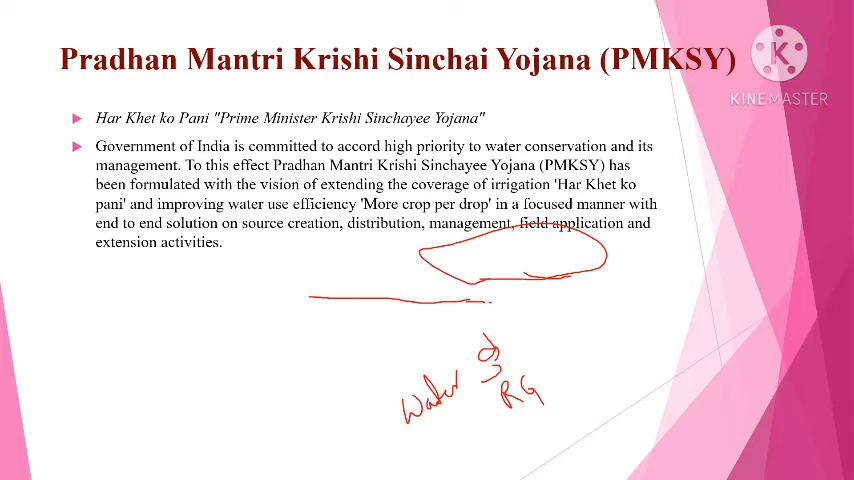 Pradhan Mantri Krishi Sinchai Yojana (PMKSY)
KINEMASTER
Har Khet ko Pani "Prime Minister Krishi Sinchayee Yojana"
Government of India is committed to accord high priority to water conservation and its
management. To this effect Pradhan Mantri Krishi Sinchayee Yojana (PMKSY) has
been formulated with the vision of extending the coverage of irrigation 'Har Khet ko
pani' and improving water use efficiency 'More crop per drop' in a focused manner with
end to end solution on source creation, distribution, management, field application and
extension activities.
Water
RG